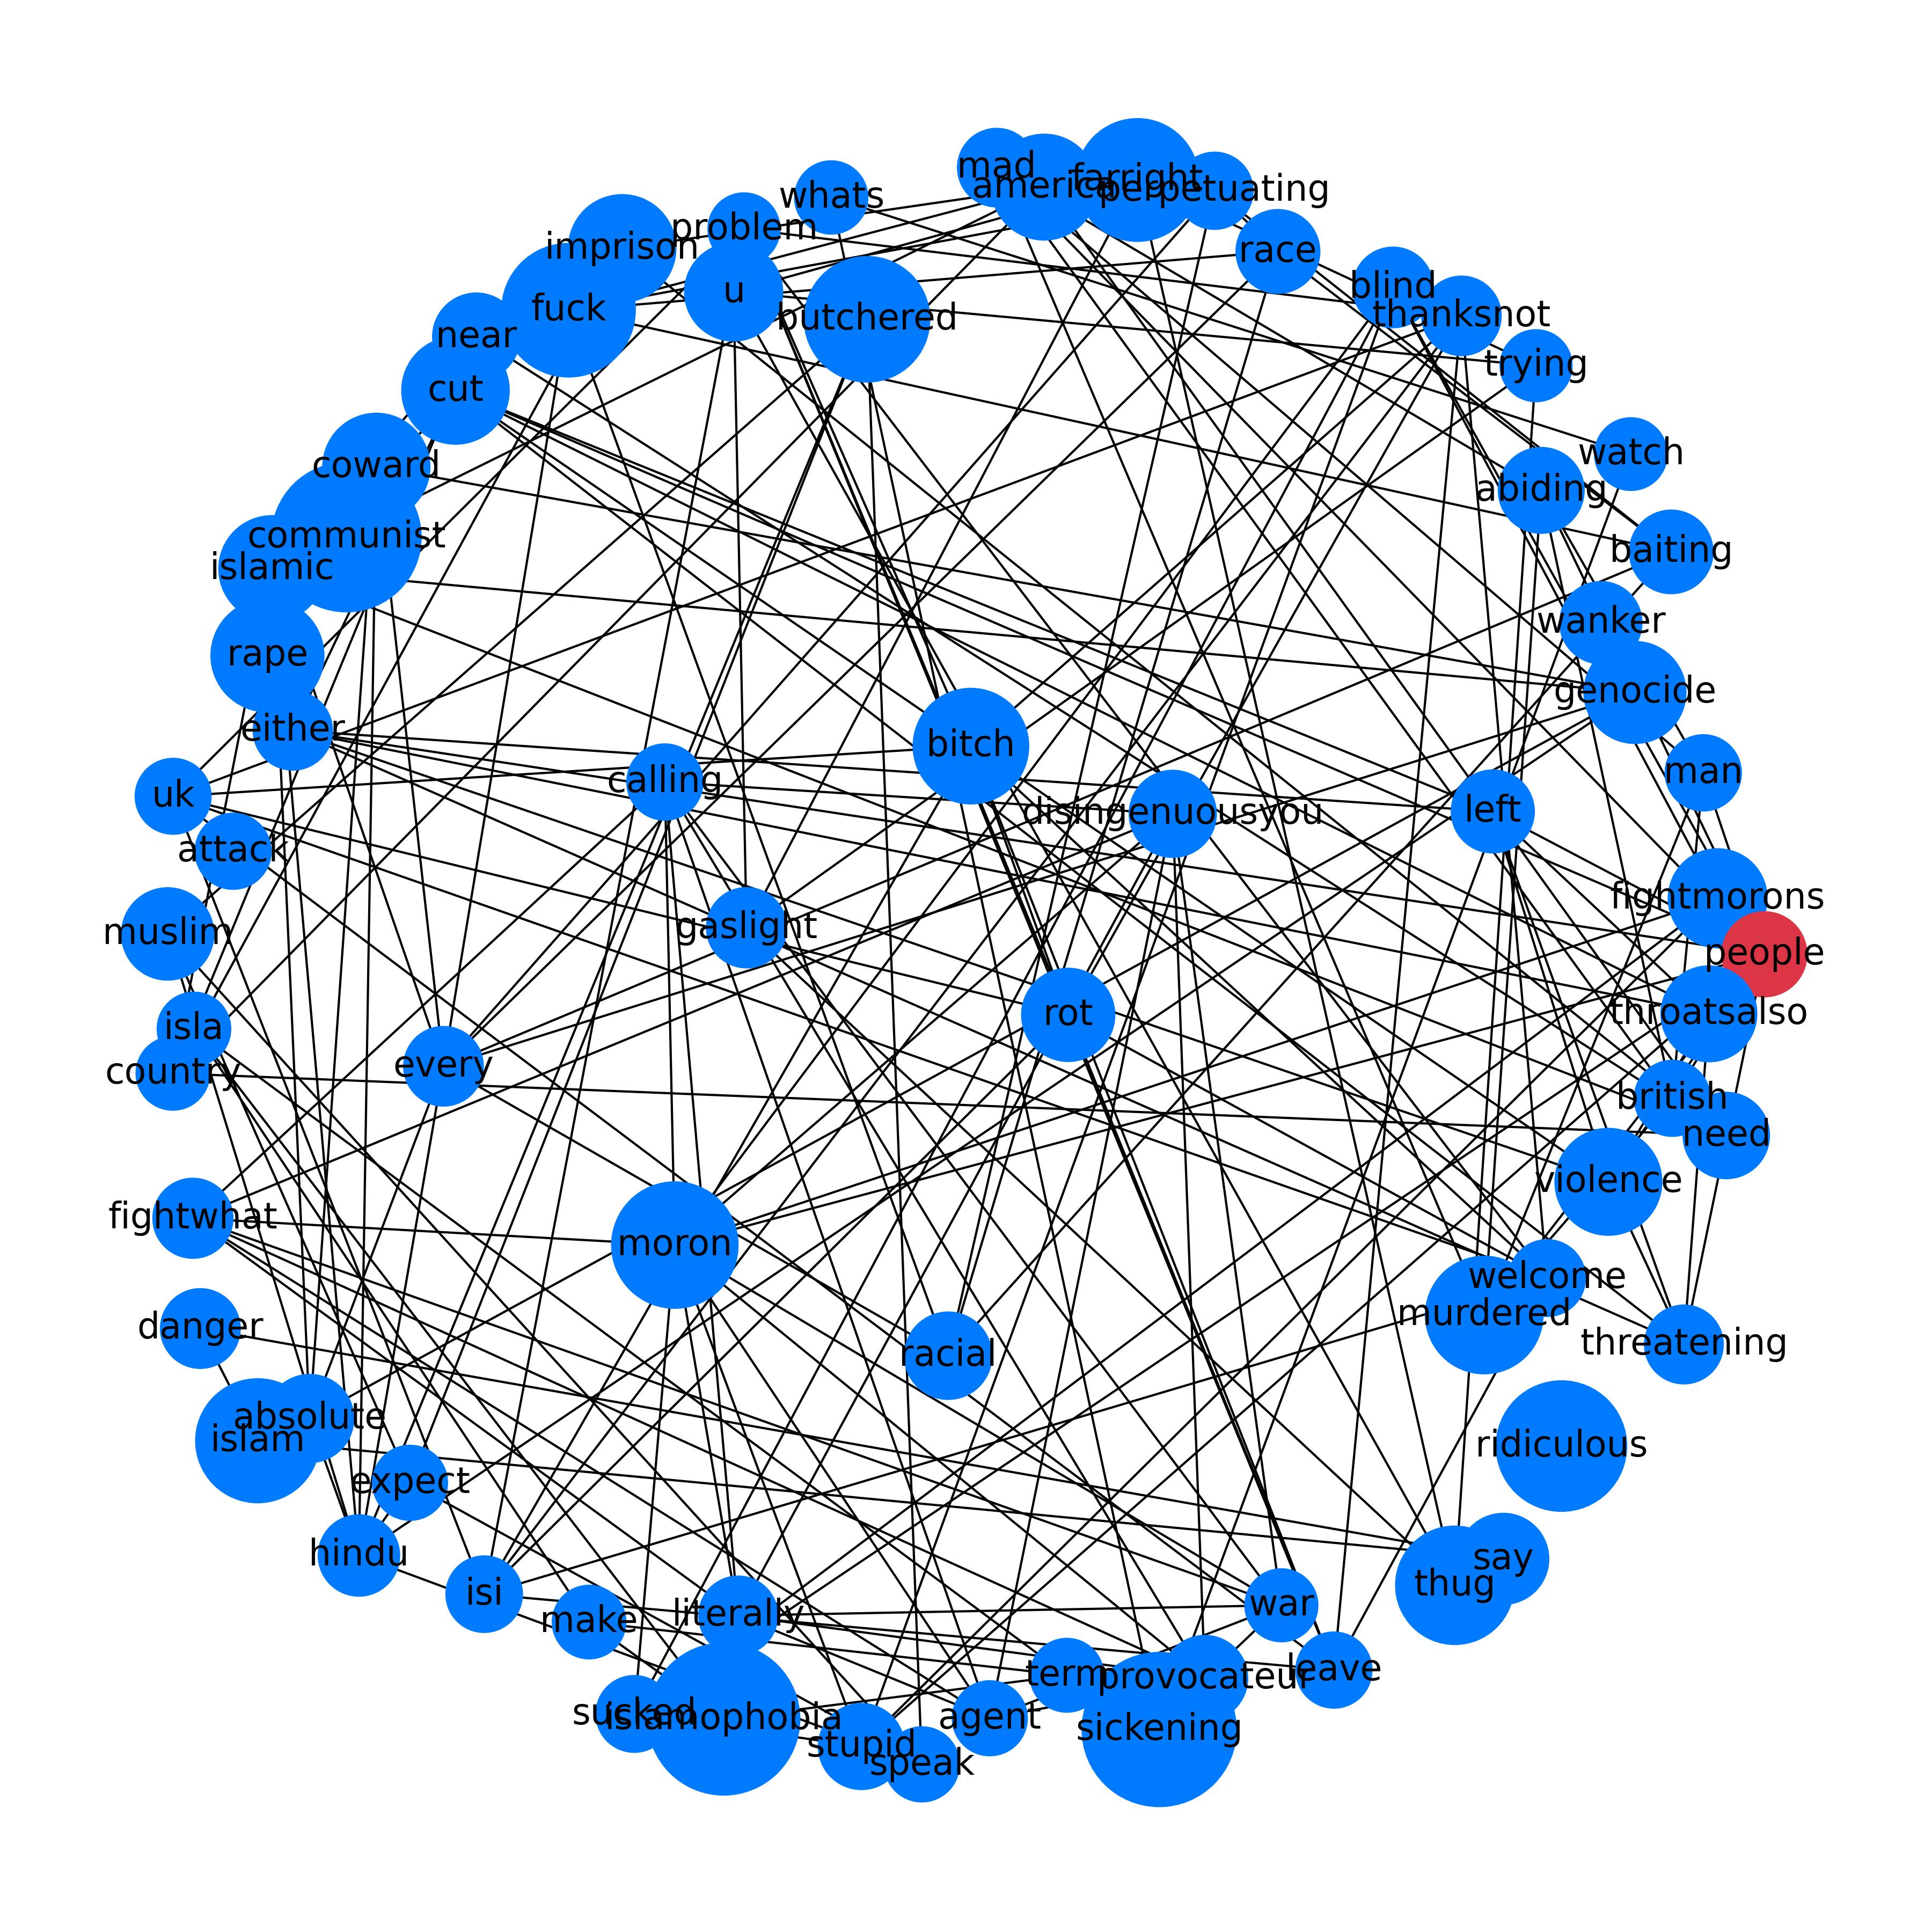 mad
america
farright
perpetuating
whats
problem
imprison
race
u
blind
fuck
butchered
thanksnot
near
trying
cut
watch
coward
abiding
communist
baiting
islamic
wanker
rape
genocide
either
bitch
man
calling
uk
left
disingenuousyou
attack
fightmorons
gaslight
muslim
people
rot
throatsalso
isla
every
country
british
need
violence
fightwhat
moron
welcome
murdered
danger
threatening
racial
absolute
islam
ridiculous
expect
hindu
say
thug
isi
war
literally
make
leave
term
provocateur
sucked
islamophobia
agent
sickening
stupid
speak